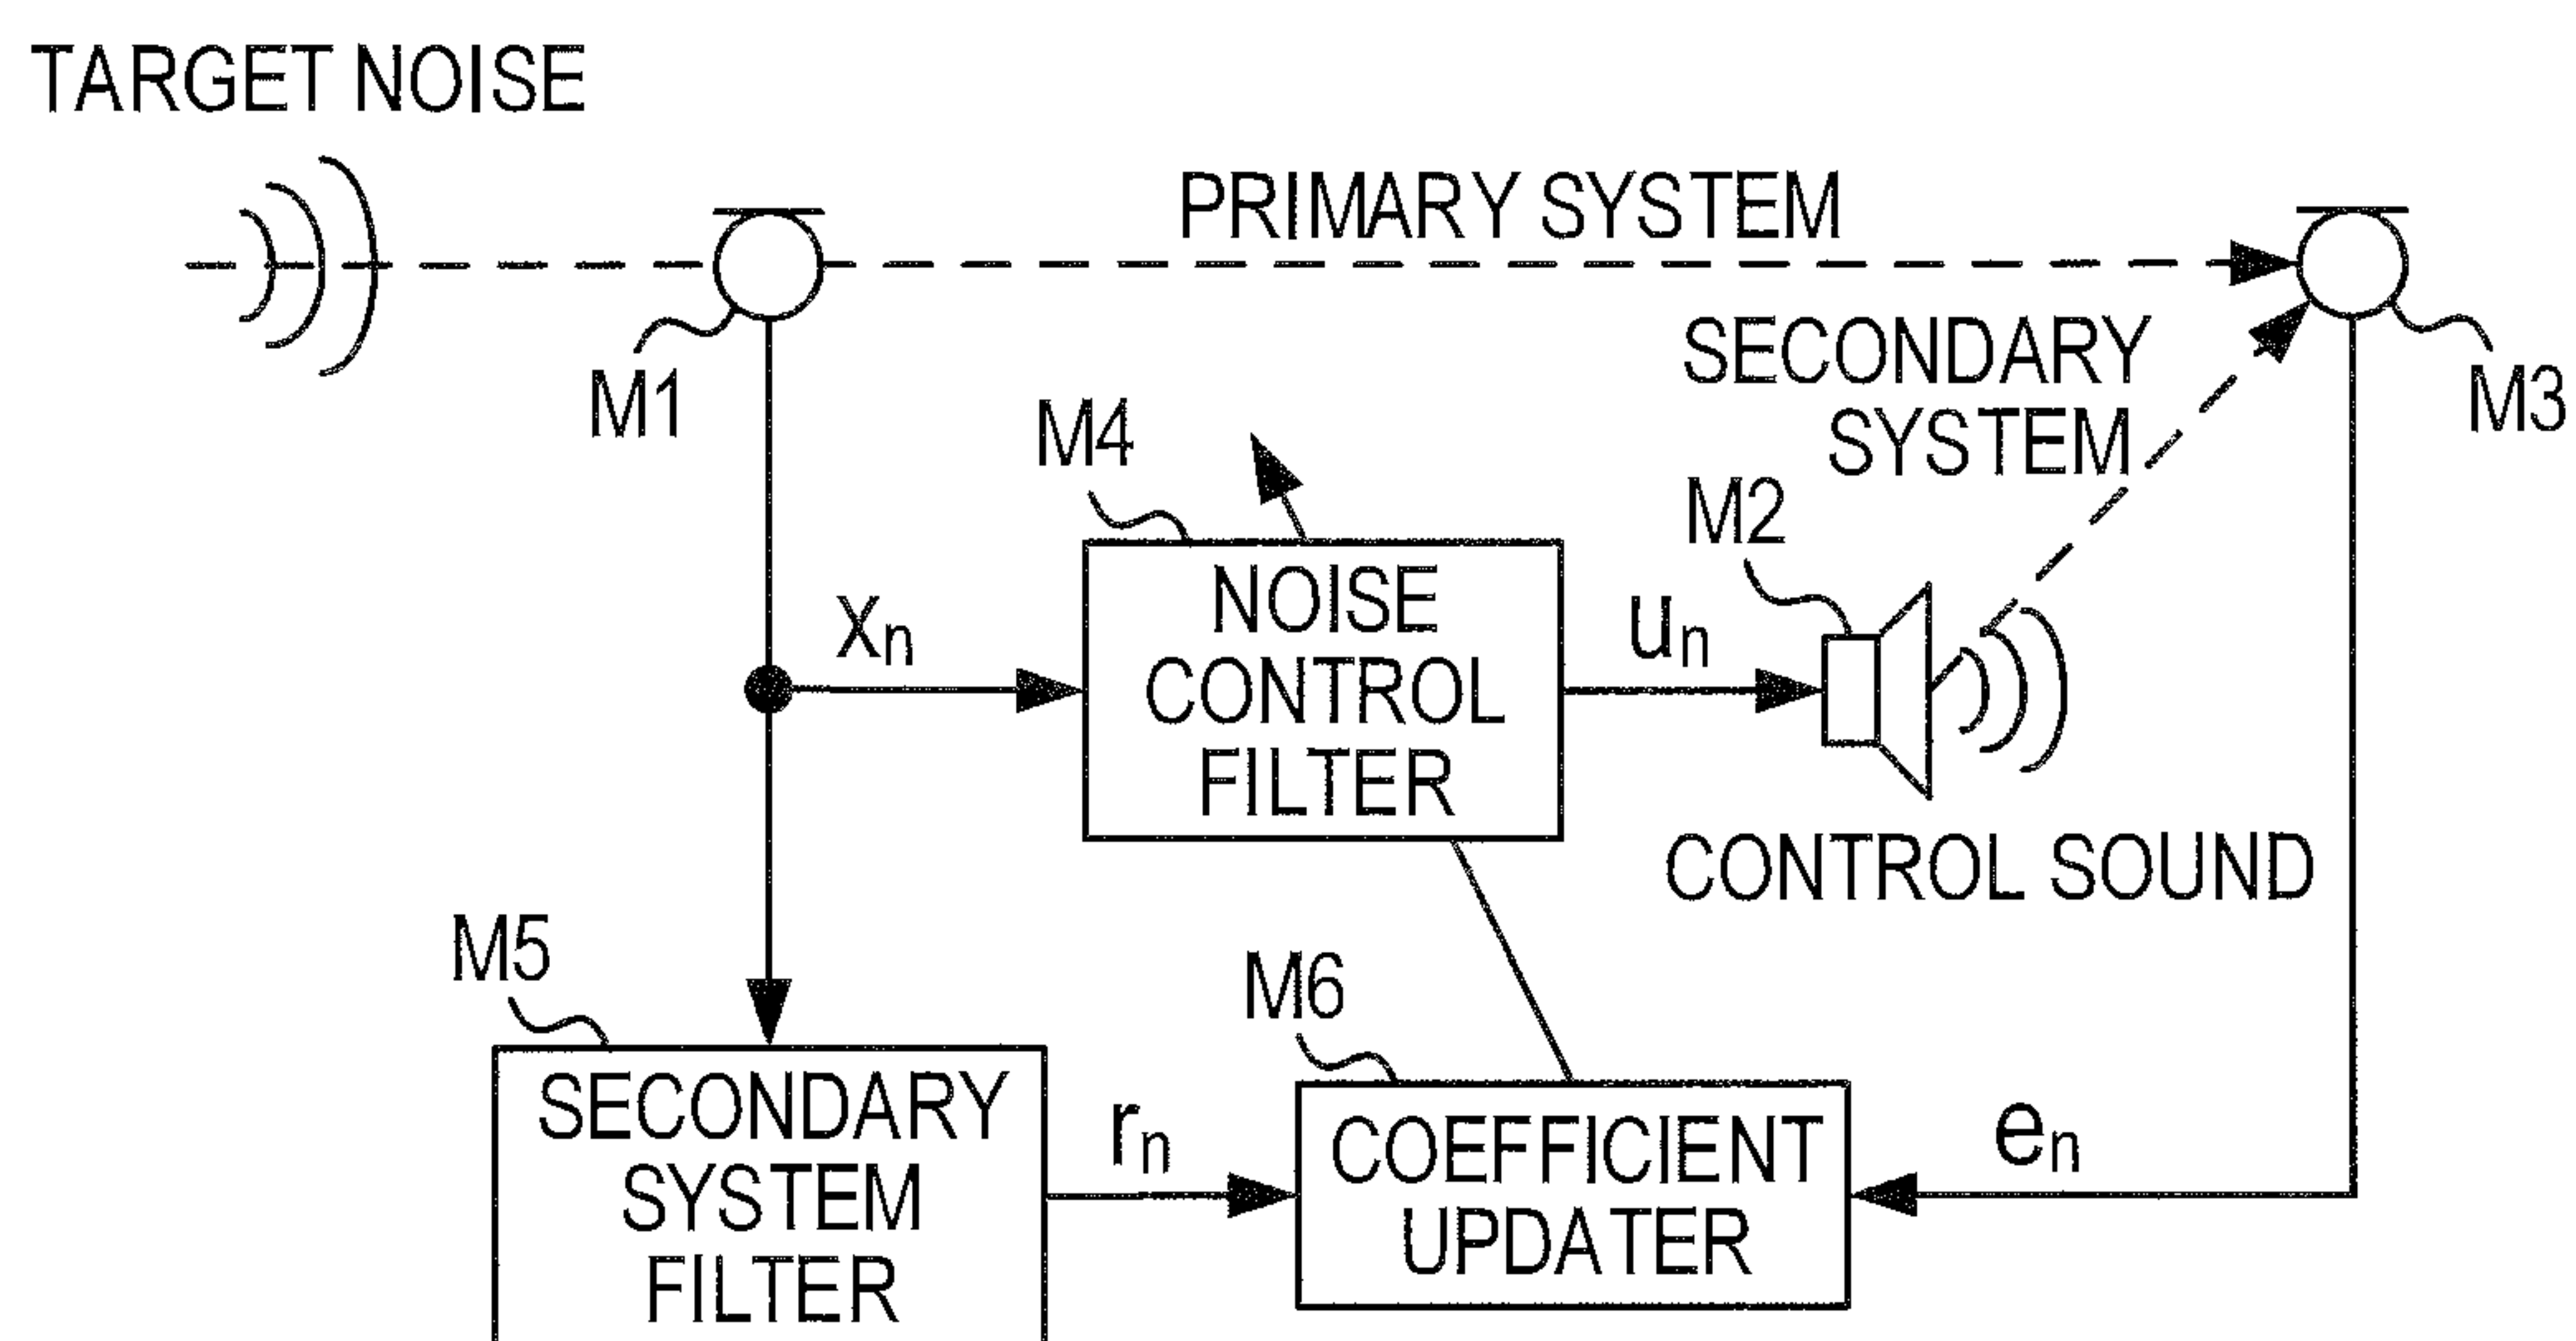 TARGET NOISE
PRIMARY SYSTEM
M1
SECONDARY
SYSTEM
M3
M4
M2
xn
NOISE
CONTROL
FILTER
un
CONTROL SOUND
M5
M6
SECONDARY
SYSTEM
FILTER
rn
COEFFICIENT
UPDATER
en